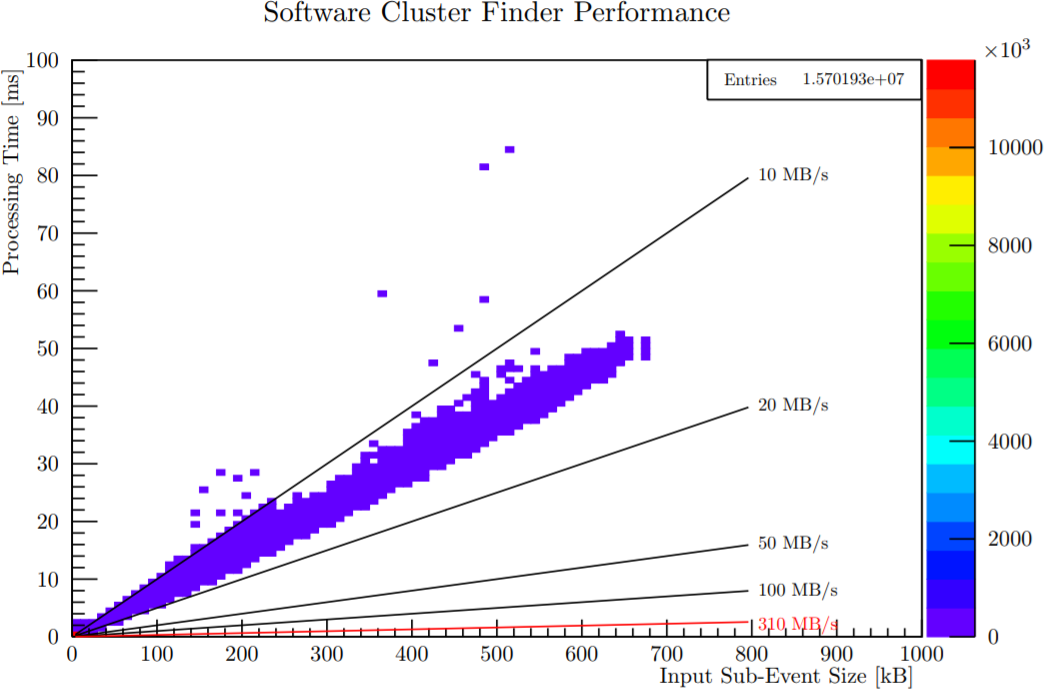 Software Cluster Finder Performance
×10³
Processing Time [ms]
Entries 1.570193e+07
100
90
80
70
60
50
40
30
20
10
0
10 MB/s
20 MB/s
50 MB/s
100 MB/s
310 MB/s
10000
8000
6000
4000
2000
0
0 100 200 300 400 500 600 700 800 900 1000
Input Sub-Event Size [kB]